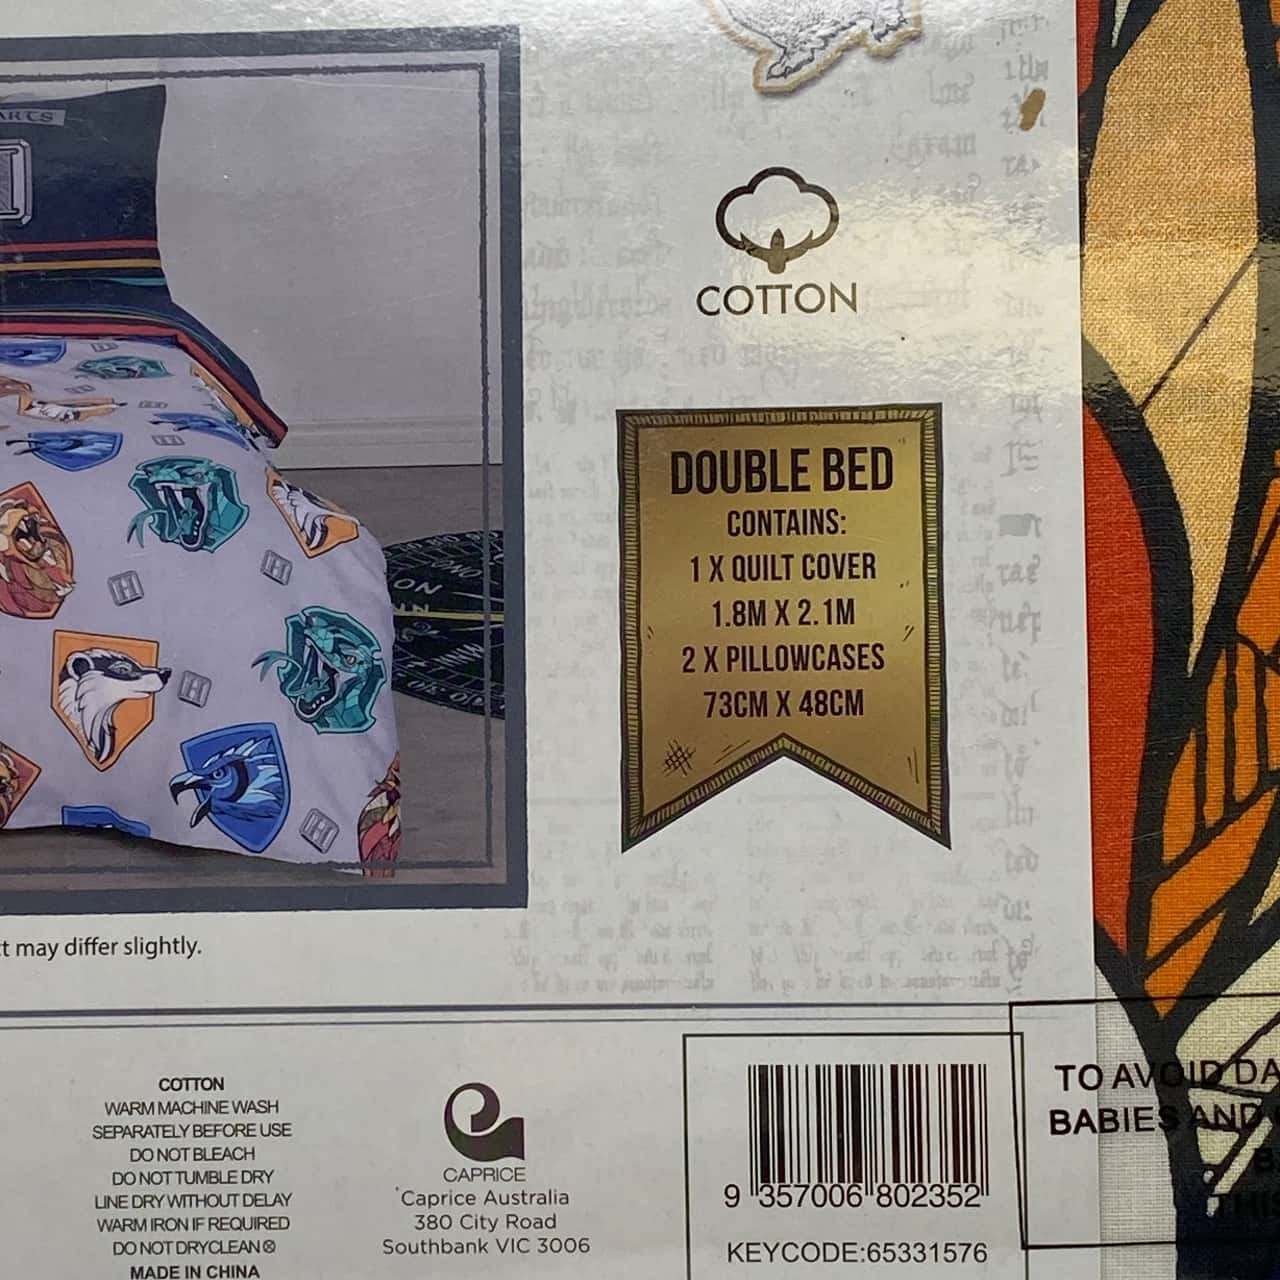 COTTON
DOUBLE BED
CONTAINS:
1 X QUILT COVER
1.8M X 2.1M
2 X PILLOWCASES
73CM X 48CM
may differ slightly.
COTTON
WARM MACHINE WASH
SEPARATELY BEFORE USE
DO NOT BLEACH
DO NOT TUMBLE DRY
LINE DRY WITHOUT DELAY
WARM IRON IF REQUIRED
DO NOT DRYCLEAN
MADE IN CHINA
CAPRICE
Caprice Australia
380 City Road
Southbank VIC 3006
9 357006 802352
KEYCODE:65331576
TO AVOID
BABIES AND